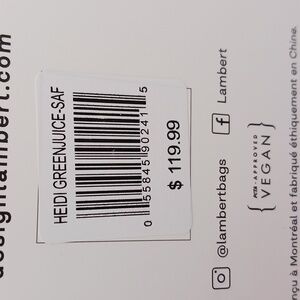 designlambert.com
HEIDI GREENJUICE-SAF
0 55845 90241 5
$ 119.99
@lambertbags
Lambert
PETA - APPROVED
VEGAN
çu à Montréal et fabriqué éthiquement en Chine.